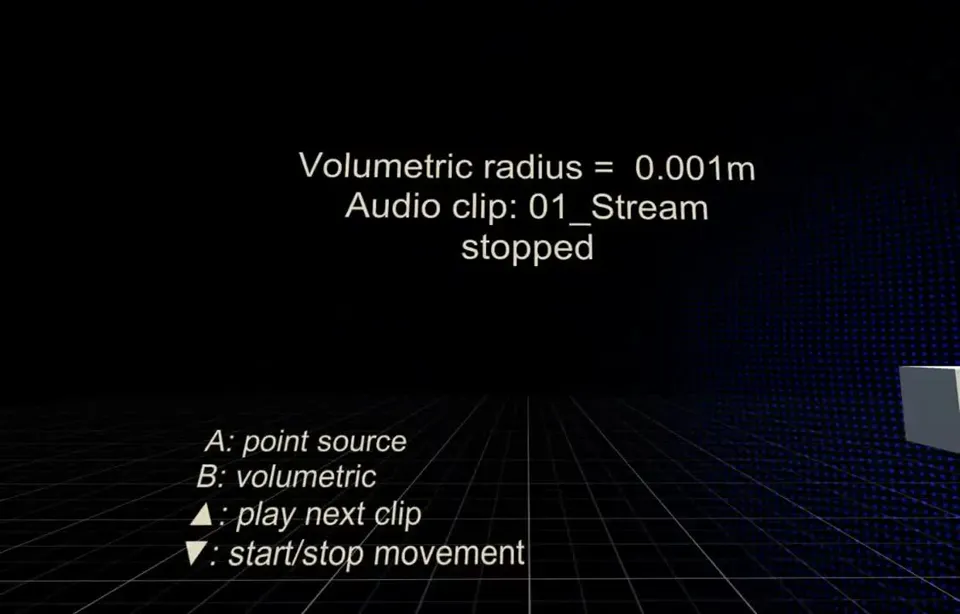 Volumetric radius =  0.001m
Audio clip: 01_Stream
stopped
A: point source
B: volumetric
▲: play next clip
▼: start/stop movement